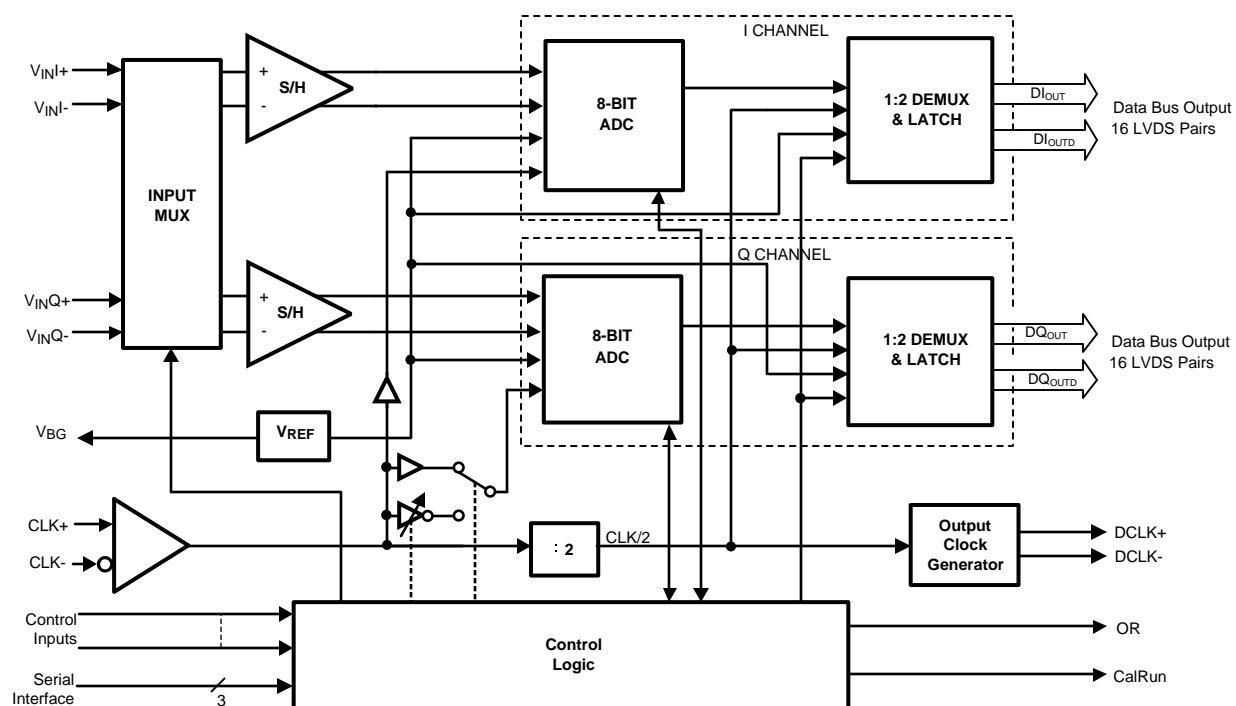 I CHANNEL
VINI+
VINI-
INPUT
MUX
+
-
S/H
8-BIT
ADC
1:2 DEMUX
& LATCH
DIOUT
DIOUTD
Data Bus Output
16 LVDS Pairs
Q CHANNEL
VINQ+
VINQ-
+
-
S/H
8-BIT
ADC
1:2 DEMUX
& LATCH
DQOUT
DQOUTD
Data Bus Output
16 LVDS Pairs
VBG
VREF
CLK+
CLK-
: 2
CLK/2
Output
Clock
Generator
DCLK+
DCLK-
Control
Inputs
Serial
Interface
3
Control
Logic
OR
CalRun